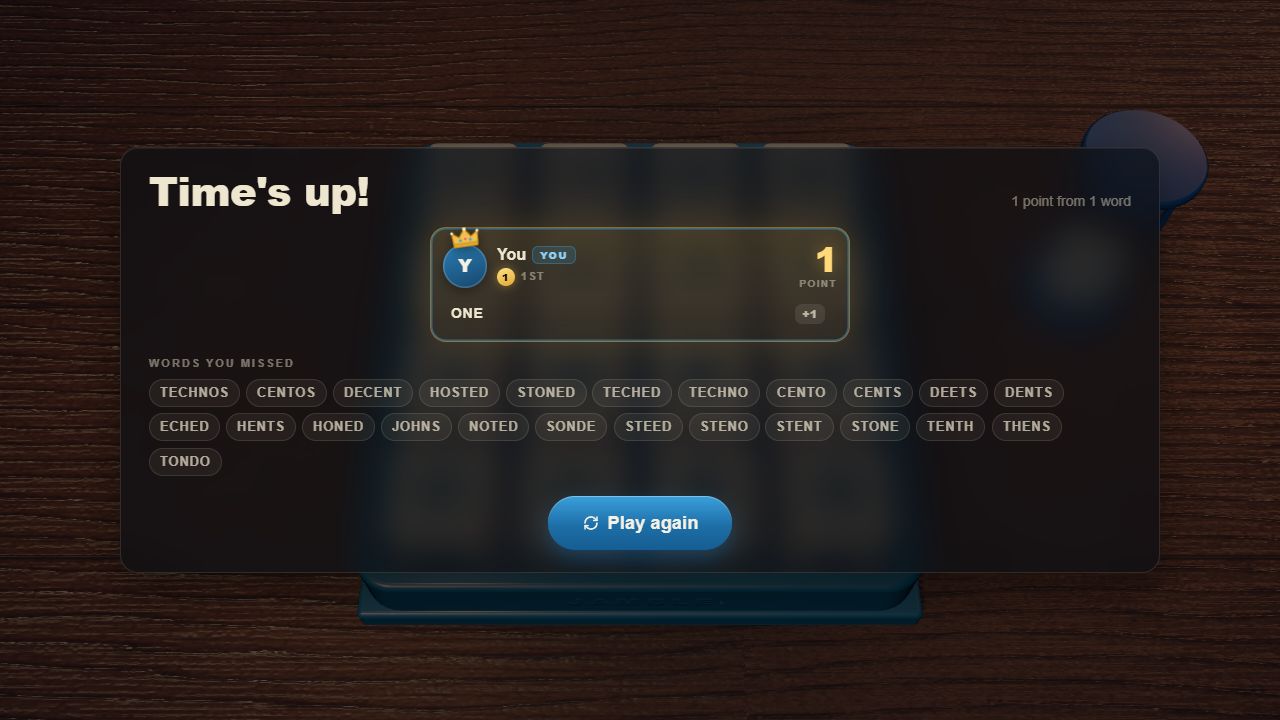 Time's up!
1 point from 1 word
Y You YOU 1
1 1ST POINT
ONE +1
WORDS YOU MISSED
TECHNOS CENTOS DECENT HOSTED STONED TECHED TECHNO CENTO CENTS DEETS DENTS
ECHED HENTS HONED JOHNS NOTED SONDE STEED STENO STENT STONE TENTH THENS
TONDO
Play again